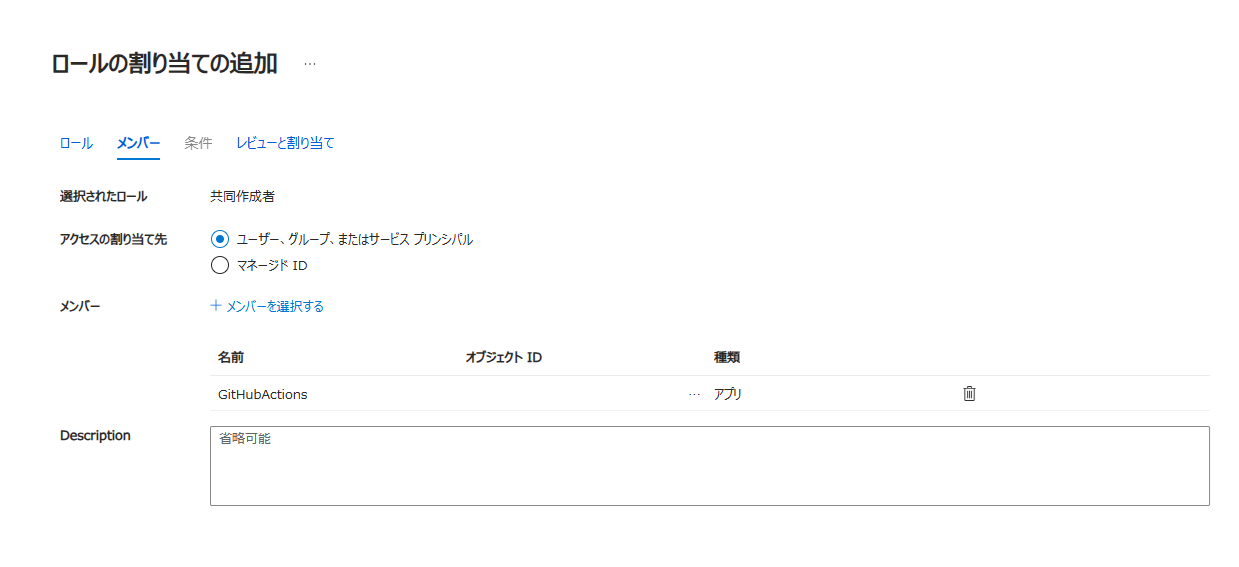 ロールの割り当ての追加 …
ロール メンバー 条件 レビューと割り当て
選択されたロール 共同作成者
アクセスの割り当て先 ユーザー、グループ、またはサービス プリンシパル
マネージド ID
メンバー + メンバーを選択する
名前 オブジェクト ID 種類
GitHubActions … アプリ
Description 省略可能